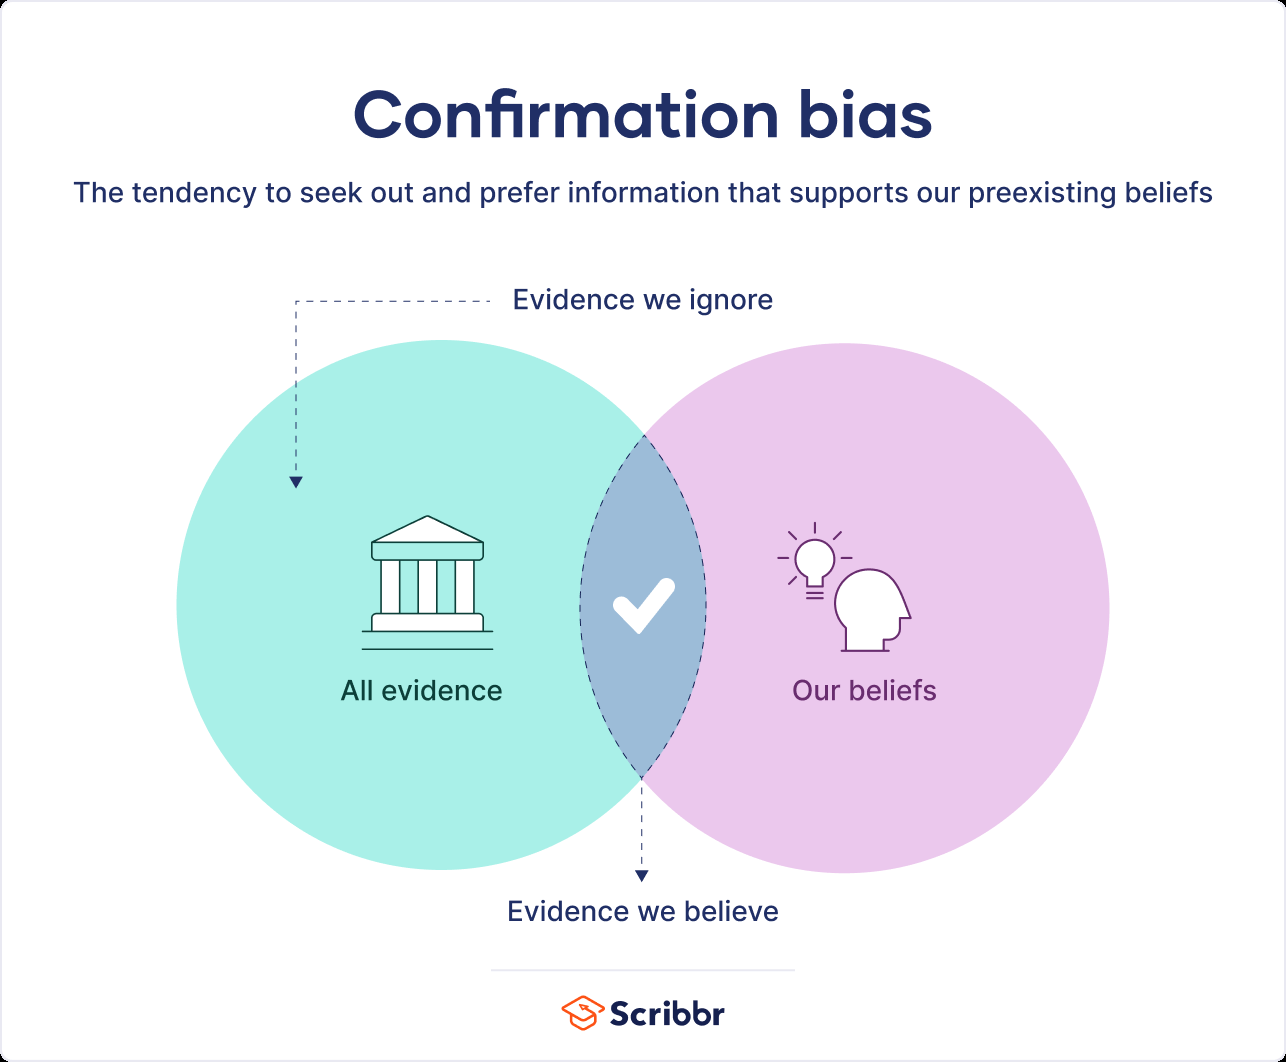 Confirmation bias
The tendency to seek out and prefer information that supports our preexisting beliefs
Evidence we ignore
All evidence
Our beliefs
Evidence we believe
Scribbr